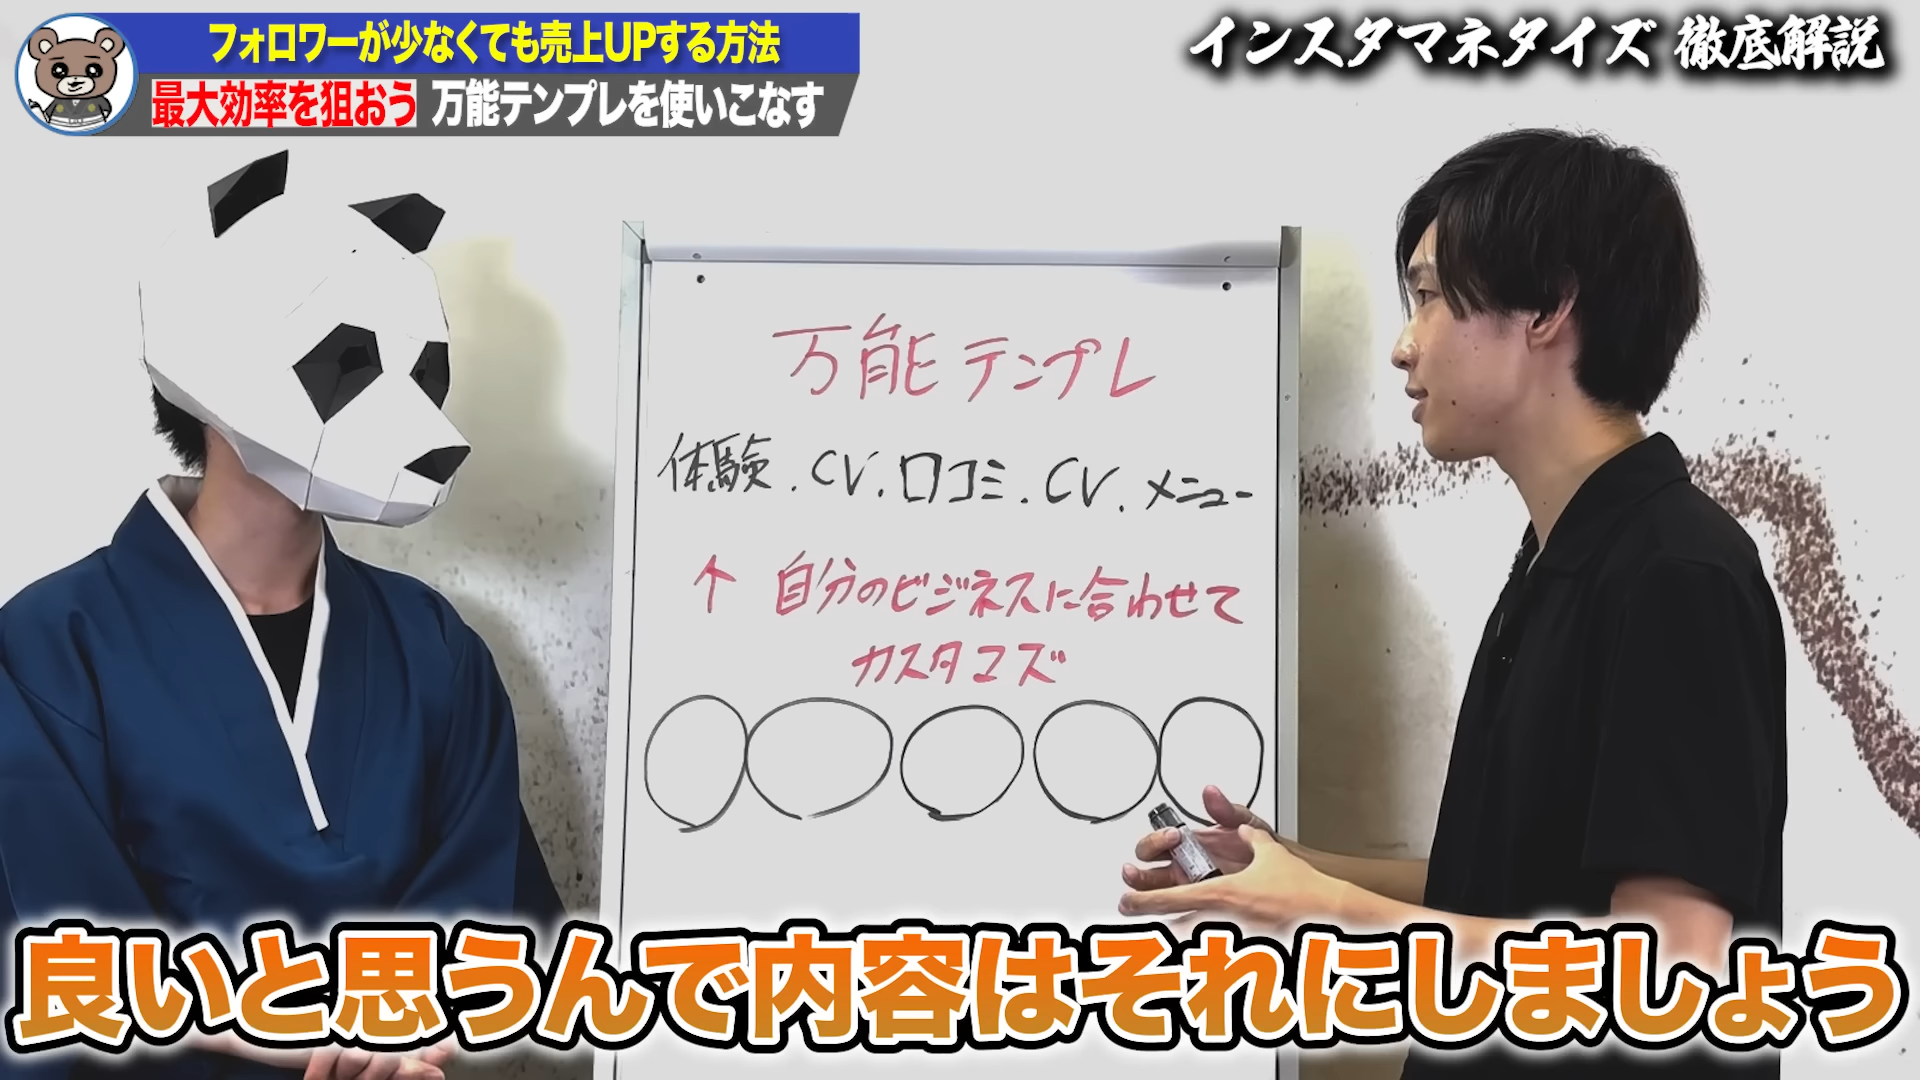 フォロワーが少なくても売上UPする方法
最大効率を狙おう 万能テンプレを使いこなす
インスタマネタイズ 徹底解説
万能テンプレ
体験.CV.口コミ.CV.メニュー
↑ 自分のビジネスに合わせて
カスタマズ
良いと思うんで内容はそれにしましょう